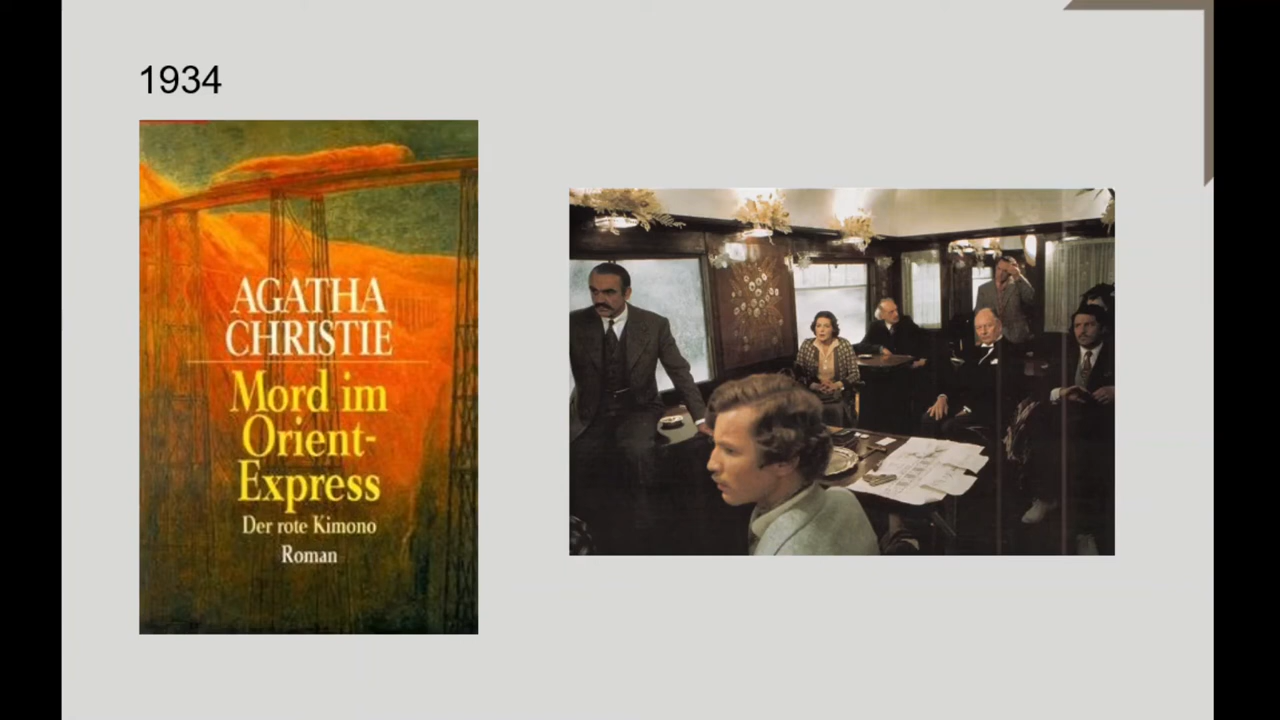 1934
AGATHA
CHRISTIE
Mord im
Orient-
Express
Der rote Kimono
Roman